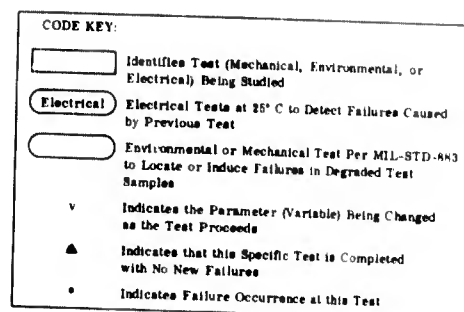 CODE KEY:
Identifies Test (Mechanical, Environmental, or
Electrical) Being Studied
Electrical
Electrical Tests at 25° C to Detect Failures Caused
by Previous Test
Environmental or Mechanical Test Per MIL-STD-883
to Locate or Induce Failures in Degraded Test
Samples
v Indicates the Parameter (Variable) Being Changed
as the Test Proceeds
▲ Indicates that this Specific Test is Completed
with No New Failures
• Indicates Failure Occurrence at this Test